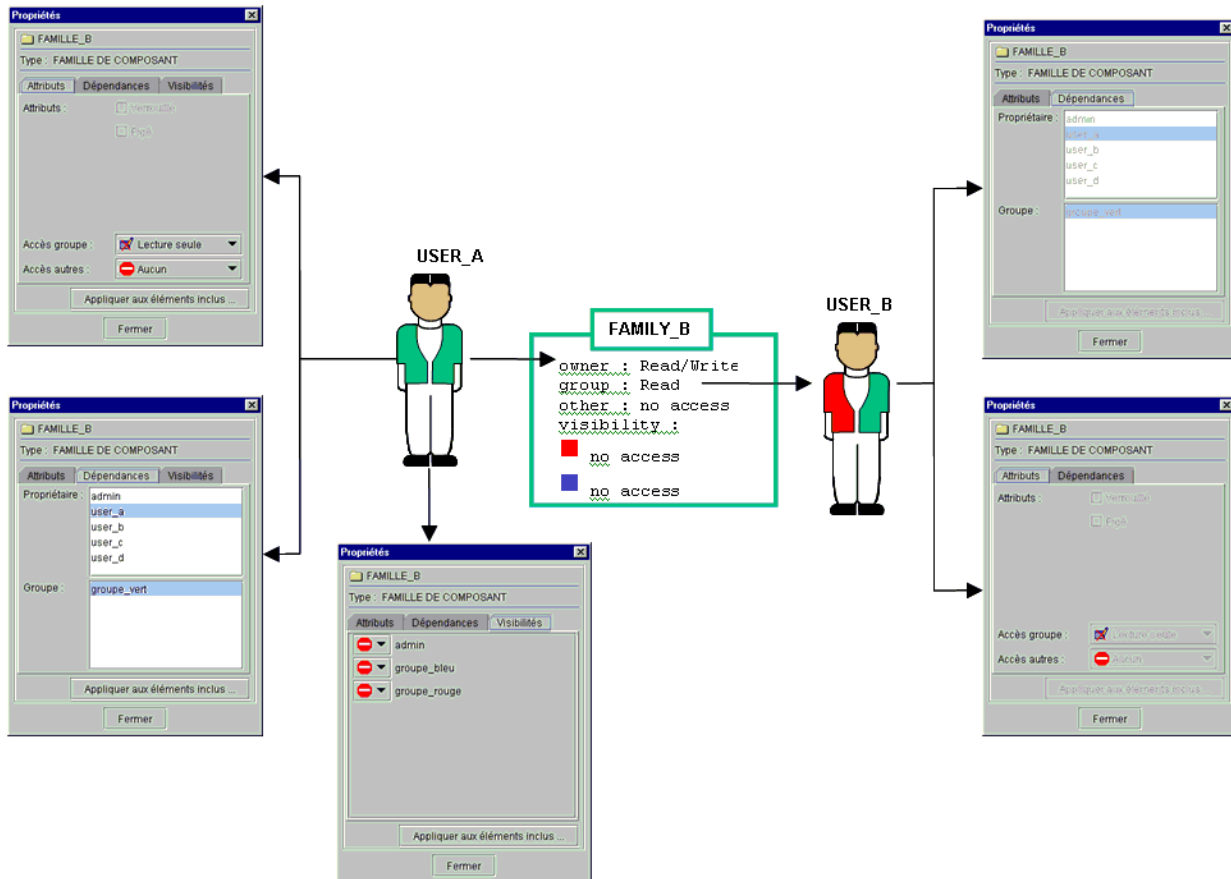 Propriétés
FAMILLE_B
Type : FAMILLE DE COMPOSANT
Attributs Dépendances Visibilités
Attributs :
Verrouillé
Figé
Accès groupe : Lecture seule
Accès autres : Aucun
Appliquer aux éléments inclus ...
Fermer
Propriétés
FAMILLE_B
Type : FAMILLE DE COMPOSANT
Attributs Dépendances
Propriétaire :
admin
user_a
user_b
user_c
user_d
Groupe :
groupe_vert
Appliquer aux éléments inclus ...
Fermer
USER_A
USER_B
FAMILY_B
owner : Read/Write
group : Read
other : no access
visibility :
no access
no access
Propriétés
FAMILLE_B
Type : FAMILLE DE COMPOSANT
Attributs Dépendances Visibilités
Propriétaire :
admin
user_a
user_b
user_c
user_d
Groupe :
groupe_vert
Appliquer aux éléments inclus ...
Fermer
Propriétés
FAMILLE_B
Type : FAMILLE DE COMPOSANT
Attributs Dépendances Visibilités
admin
groupe_bleu
groupe_rouge
Appliquer aux éléments inclus ...
Fermer
Propriétés
FAMILLE_B
Type : FAMILLE DE COMPOSANT
Attributs Dépendances
Attributs :
Verrouillé
Figé
Accès groupe : Lecture seule
Accès autres : Aucun
Appliquer aux éléments inclus ...
Fermer